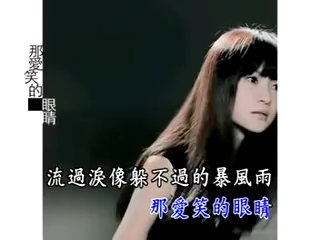 那愛笑的
眼睛
流過淚像躲不過的暴風雨
那愛笑的眼睛